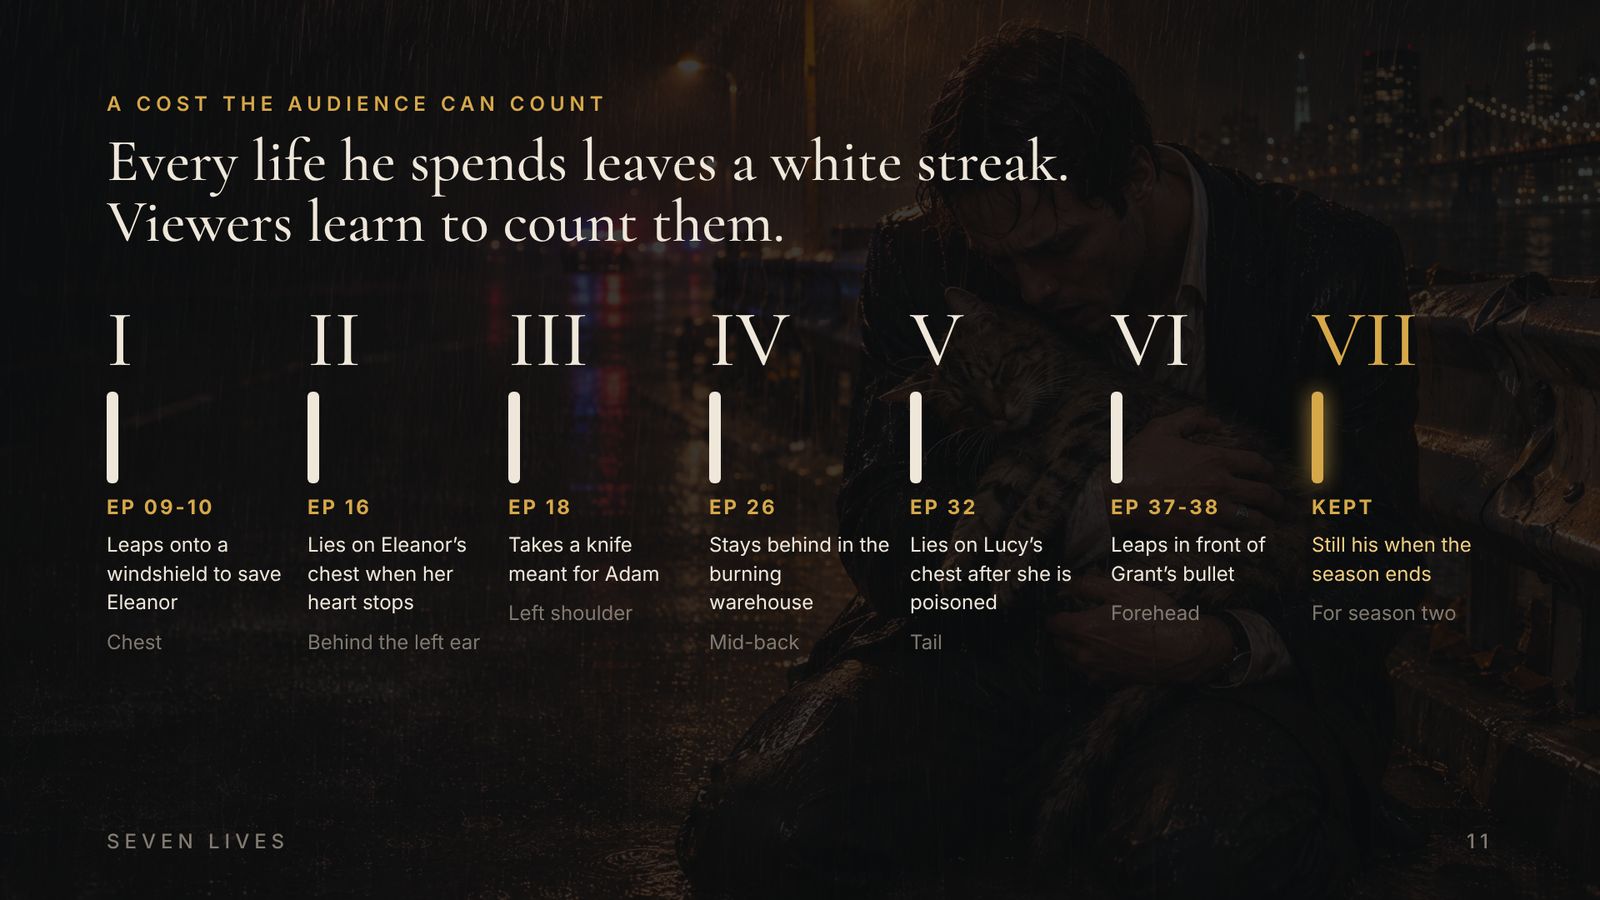 A COST THE AUDIENCE CAN COUNT
Every life he spends leaves a white streak.
Viewers learn to count them.
I
EP 09-10
Leaps onto a
windshield to save
Eleanor
Chest
II
EP 16
Lies on Eleanor’s
chest when her
heart stops
Behind the left ear
III
EP 18
Takes a knife
meant for Adam
Left shoulder
IV
EP 26
Stays behind in the
burning
warehouse
Mid-back
V
EP 32
Lies on Lucy’s
chest after she is
poisoned
Tail
VI
EP 37-38
Leaps in front of
Grant’s bullet
Forehead
VII
KEPT
Still his when the
season ends
For season two
SEVEN LIVES
11